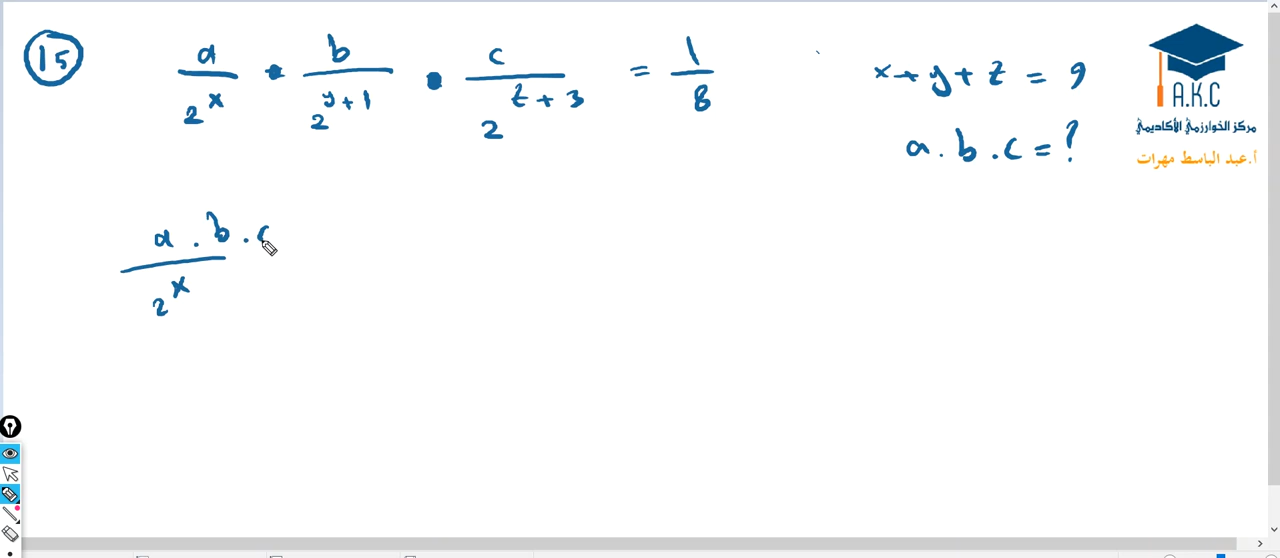 15 a/2^x • b/2^(y+1) • c/2^(z+3) = 1/8
x + y + z = 9
a . b . c = ?
a . b . c / 2^x
A.K.C
مركز الخوارزمي الأكاديمي
أ.عبد الباسط مهرات